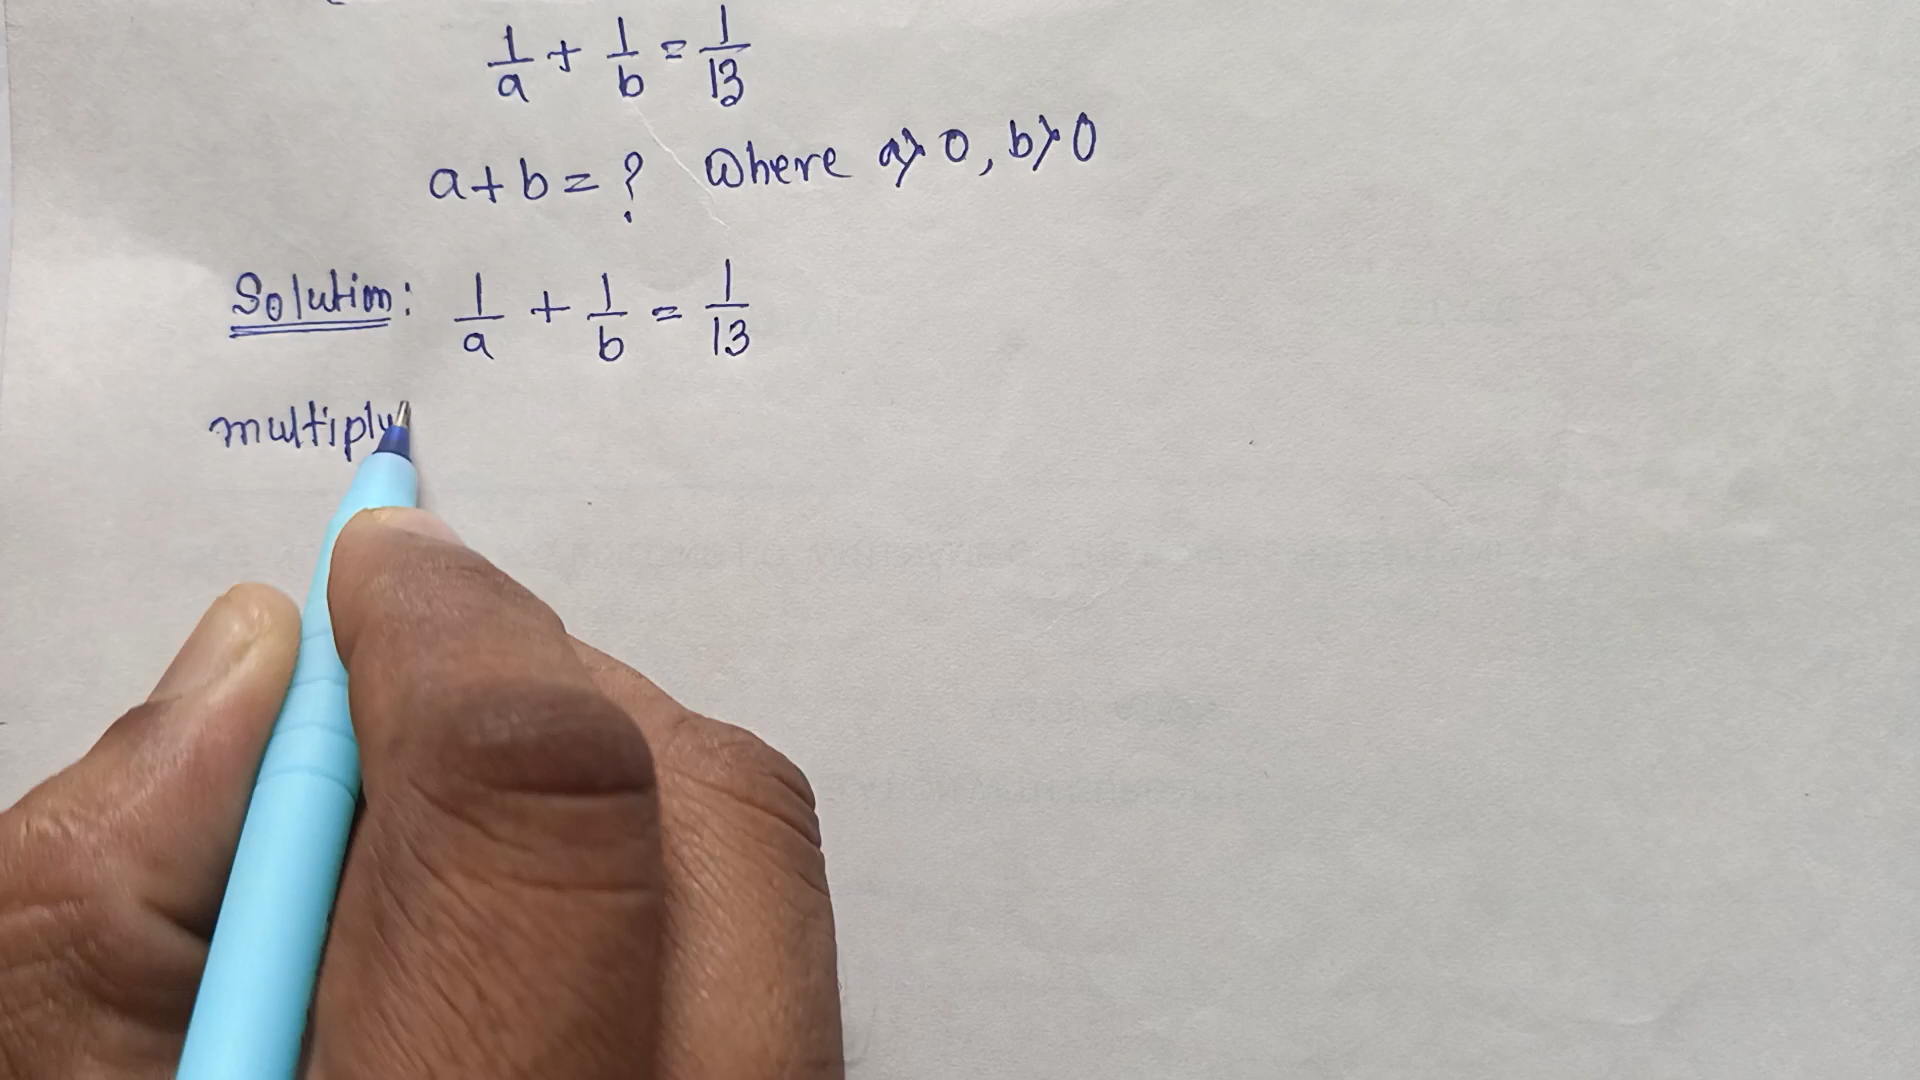 1/a + 1/b = 1/13
a+b=? Where a>0, b>0
Solution: 1/a + 1/b = 1/13
multiply